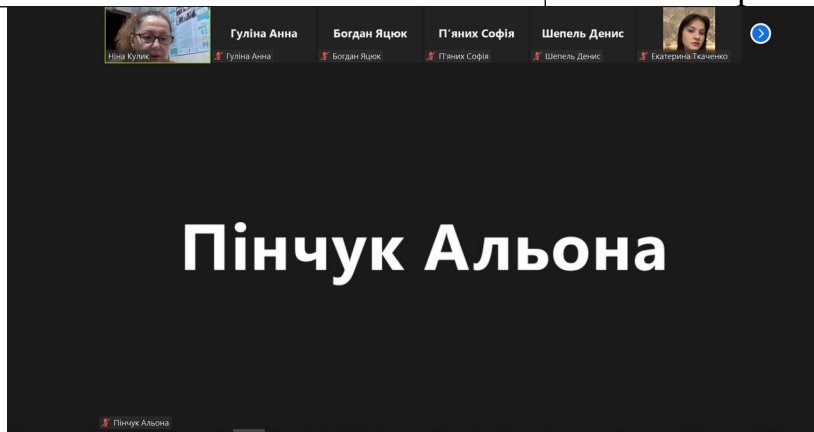 Гуліна Анна
Богдан Яцюк
П'яних Софія
Шепель Денис
Ніна Кулик
Гуліна Анна
Богдан Яцюк
П'яних Софія
Шепель Денис
Екатерина Ткаченко
Пінчук Альона
Пінчук Альона